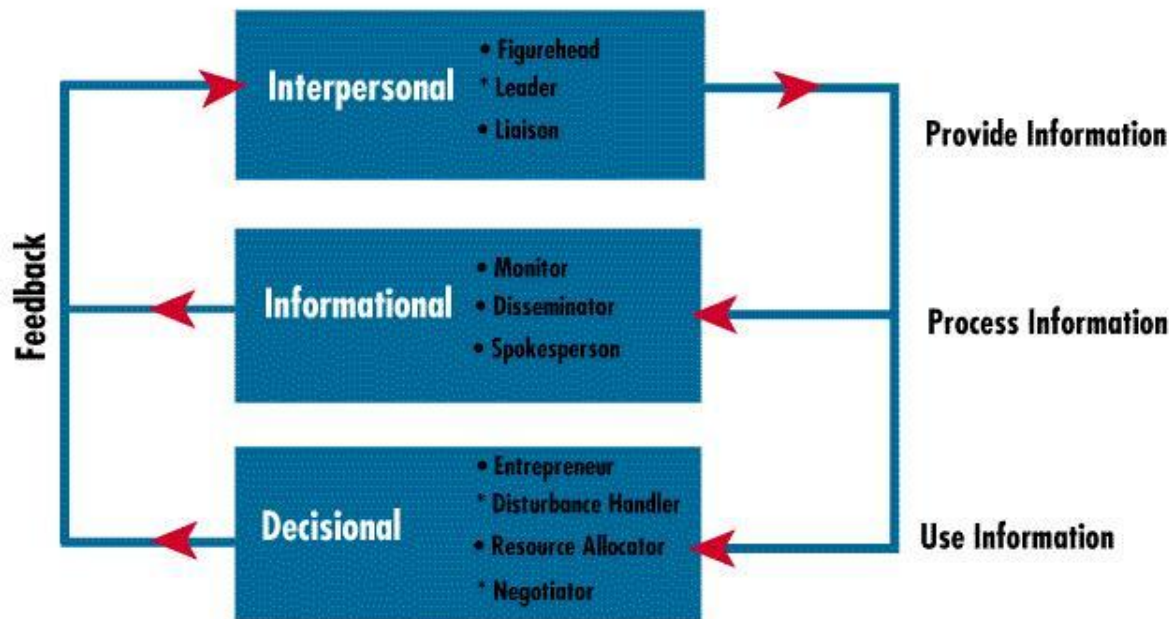 Interpersonal
• Figurehead
* Leader
• Liaison
Provide Information
Feedback
Informational
• Monitor
• Disseminator
• Spokesperson
Process Information
Decisional
• Entrepreneur
* Disturbance Handler
• Resource Allocator
* Negotiator
Use Information